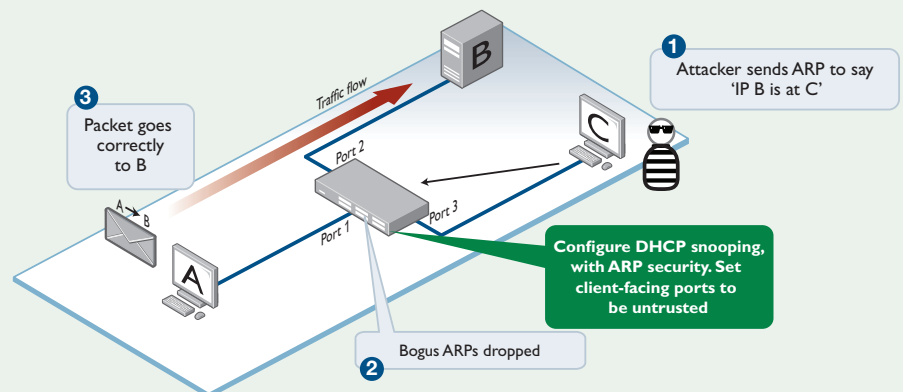 1
Attacker sends ARP to say
‘IP B is at C’
B
3
Packet goes
correctly
to B
Traffic flow
C
Port 2
A
B
Port 3
Port 1
A
Configure DHCP snooping,
with ARP security. Set
client-facing ports to
be untrusted
Bogus ARPs dropped
2